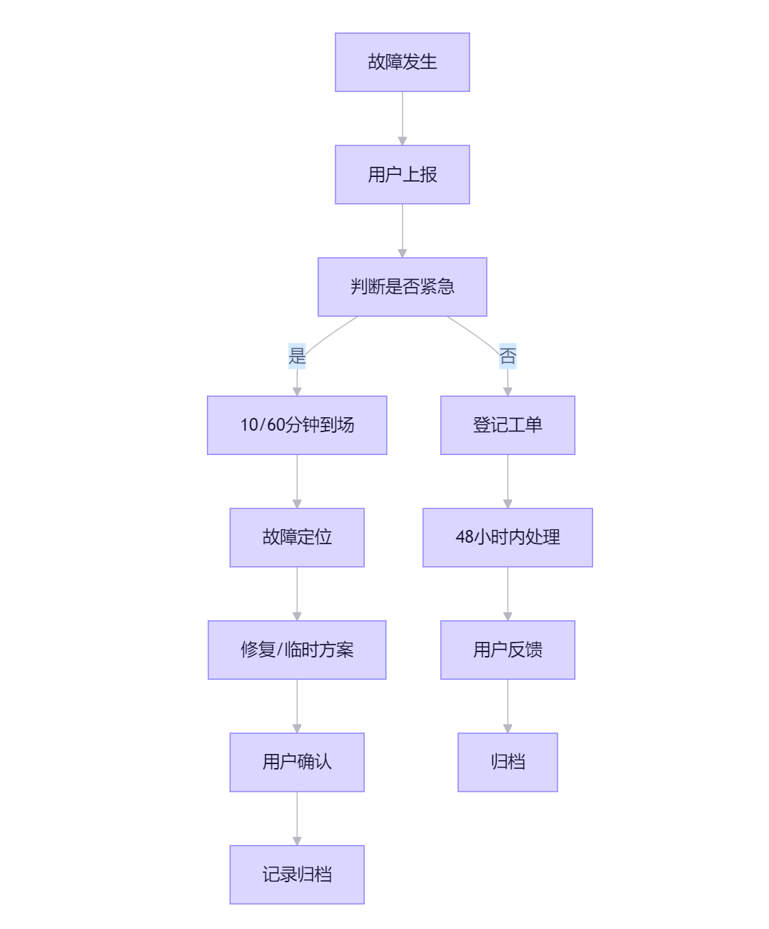 故障发生
用户上报
判断是否紧急
是
否
10/60分钟到场
登记工单
故障定位
48小时内处理
修复/临时方案
用户反馈
用户确认
归档
记录归档